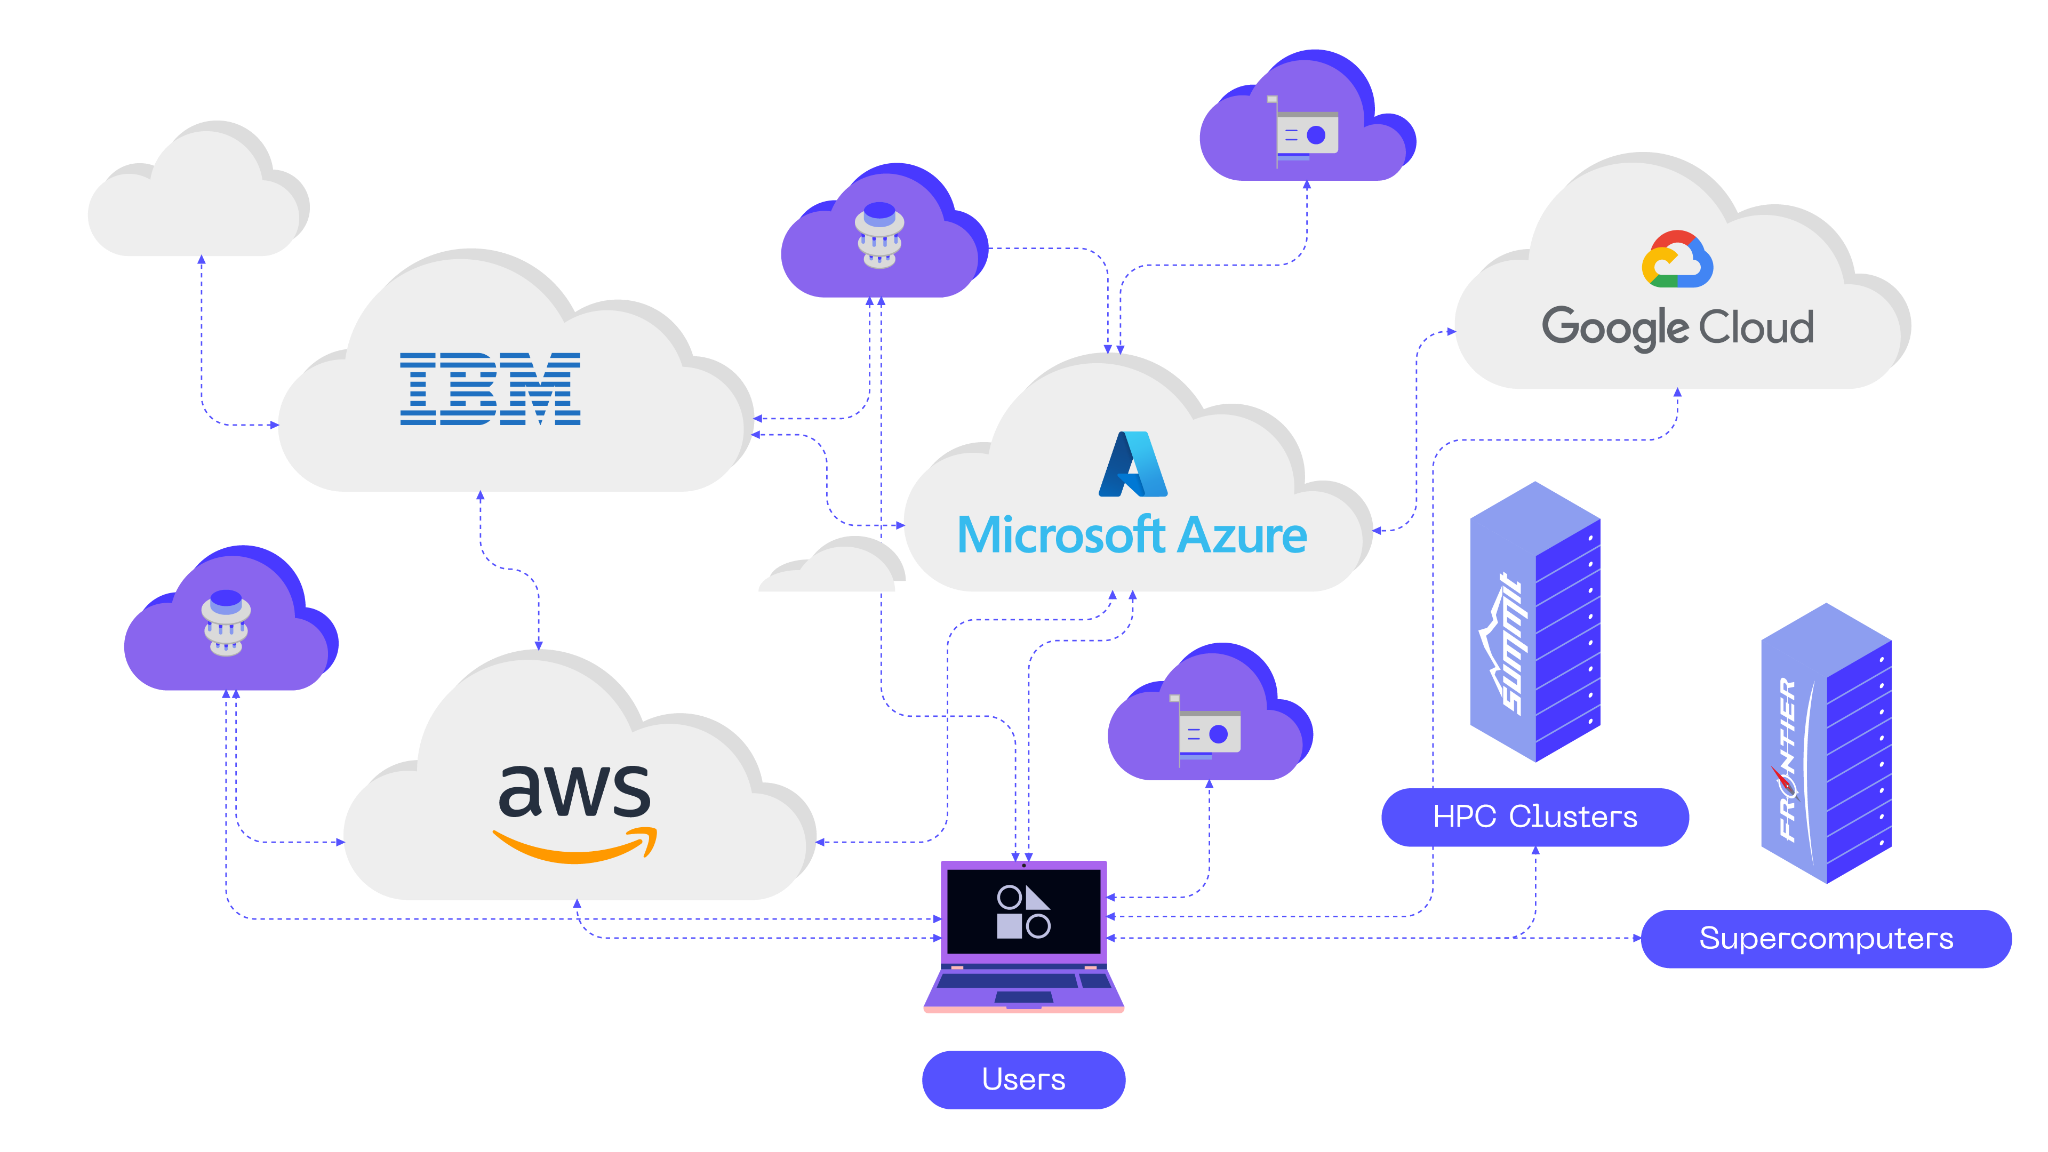 IBM
Google Cloud
Microsoft Azure
summit
FRONTIER
aws
HPC Clusters
Supercomputers
Users